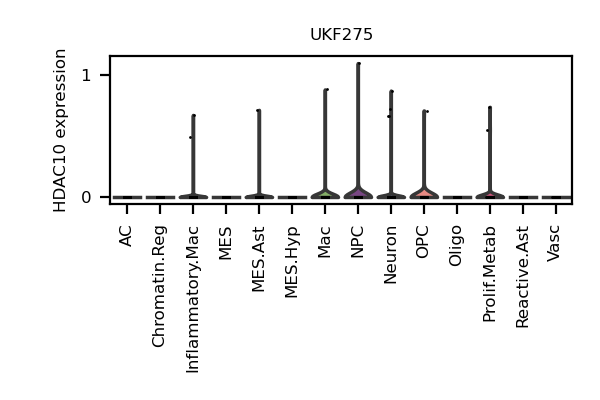 UKF275
HDAC10 expression
1
0
AC
Chromatin.Reg
Inflammatory.Mac
MES
MES.Ast
MES.Hyp
Mac
NPC
Neuron
OPC
Oligo
Prolif.Metab
Reactive.Ast
Vasc